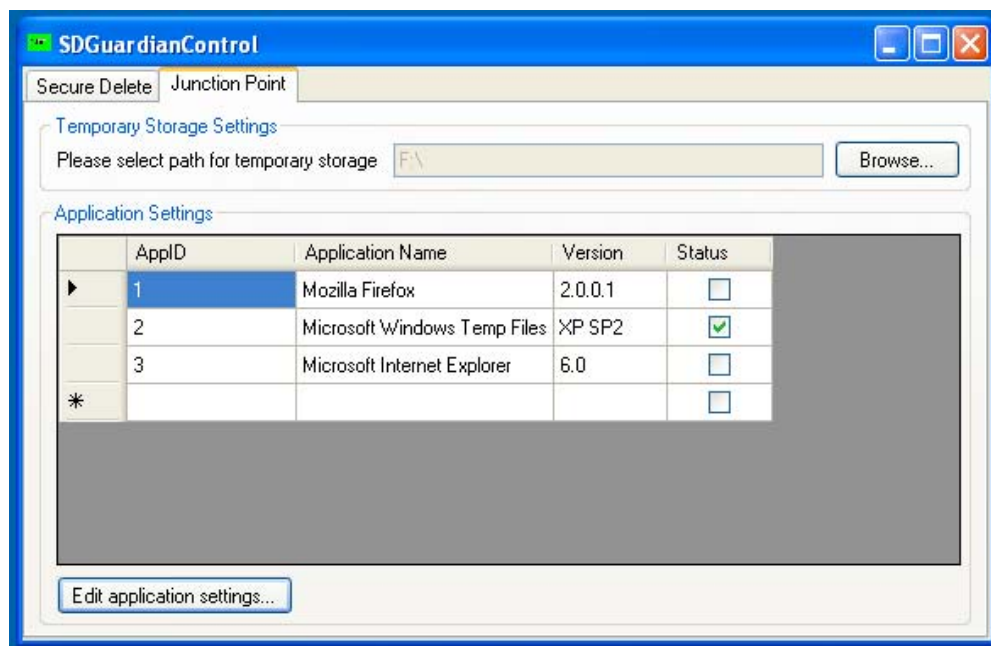 SDGuardianControl
Secure Delete Junction Point
Temporary Storage Settings
Please select path for temporary storage F:\ Browse...
Application Settings
AppID Application Name Version Status
1 Mozilla Firefox 2.0.0.1
2 Microsoft Windows Temp Files XP SP2
3 Microsoft Internet Explorer 6.0
Edit application settings...